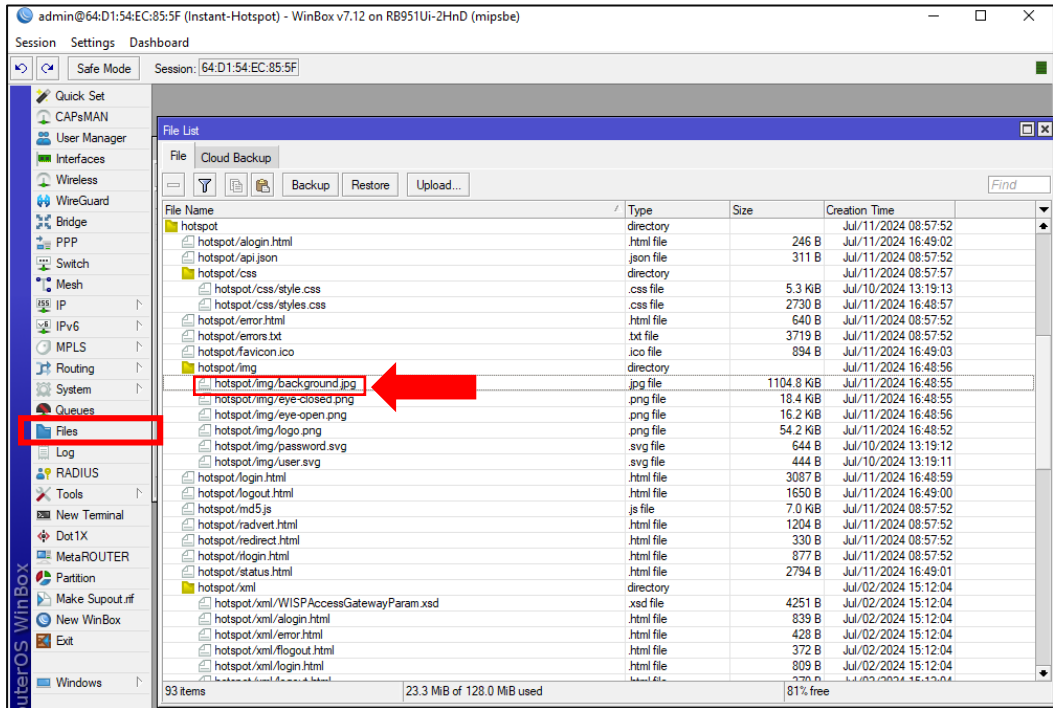 admin@64:D1:54:EC:85:5F (Instant-Hotspot) - WinBox v7.12 on RB951Ui-2HnD (mipsbe)
Session Settings Dashboard
Safe Mode Session: 64:D1:54:EC:85:5F
Quick Set
CAPsMAN
User Manager
Interfaces
Wireless
WireGuard
Bridge
PPP
Switch
Mesh
IP
IPv6
MPLS
Routing
System
Queues
Files
Log
RADIUS
Tools
New Terminal
Dot1X
MetaROUTER
Partition
Make Supout.rif
New WinBox
Exit
Windows
uterOS WinBox
File List
File Cloud Backup
Backup Restore Upload... Find
File Name Type Size Creation Time
hotspot directory Jul/11/2024 08:57:52
hotspot/alogin.html .html file 246 B Jul/11/2024 16:49:02
hotspot/api.json .json file 311 B Jul/11/2024 08:57:52
hotspot/css directory Jul/11/2024 08:57:57
hotspot/css/style.css .css file 5.3 KiB Jul/10/2024 13:19:13
hotspot/css/styles.css .css file 2730 B Jul/11/2024 16:48:57
hotspot/error.html .html file 640 B Jul/11/2024 08:57:52
hotspot/errors.txt .txt file 3719 B Jul/11/2024 08:57:52
hotspot/favicon.ico .ico file 894 B Jul/11/2024 16:49:03
hotspot/img directory Jul/11/2024 16:48:56
hotspot/img/background.jpg .jpg file 1104.8 KiB Jul/11/2024 16:48:55
hotspot/img/eye-closed.png .png file 18.4 KiB Jul/11/2024 16:48:55
hotspot/img/eye-open.png .png file 16.2 KiB Jul/11/2024 16:48:56
hotspot/img/logo.png .png file 54.2 KiB Jul/11/2024 16:48:52
hotspot/img/password.svg .svg file 644 B Jul/10/2024 13:19:12
hotspot/img/user.svg .svg file 444 B Jul/10/2024 13:19:11
hotspot/login.html .html file 3087 B Jul/11/2024 16:48:59
hotspot/logout.html .html file 1650 B Jul/11/2024 16:49:00
hotspot/md5.js .js file 7.0 KiB Jul/11/2024 08:57:52
hotspot/radvert.html .html file 1204 B Jul/11/2024 08:57:52
hotspot/redirect.html .html file 330 B Jul/11/2024 08:57:52
hotspot/rlogin.html .html file 877 B Jul/11/2024 08:57:52
hotspot/status.html .html file 2794 B Jul/11/2024 16:49:01
hotspot/xml directory Jul/02/2024 15:12:04
hotspot/xml/WISPAccessGatewayParam.xsd .xsd file 4251 B Jul/02/2024 15:12:04
hotspot/xml/alogin.html .html file 839 B Jul/02/2024 15:12:04
hotspot/xml/error.html .html file 428 B Jul/02/2024 15:12:04
hotspot/xml/flogout.html .html file 372 B Jul/02/2024 15:12:04
hotspot/xml/login.html .html file 809 B Jul/02/2024 15:12:04
93 items 23.3 MiB of 128.0 MiB used 81% free